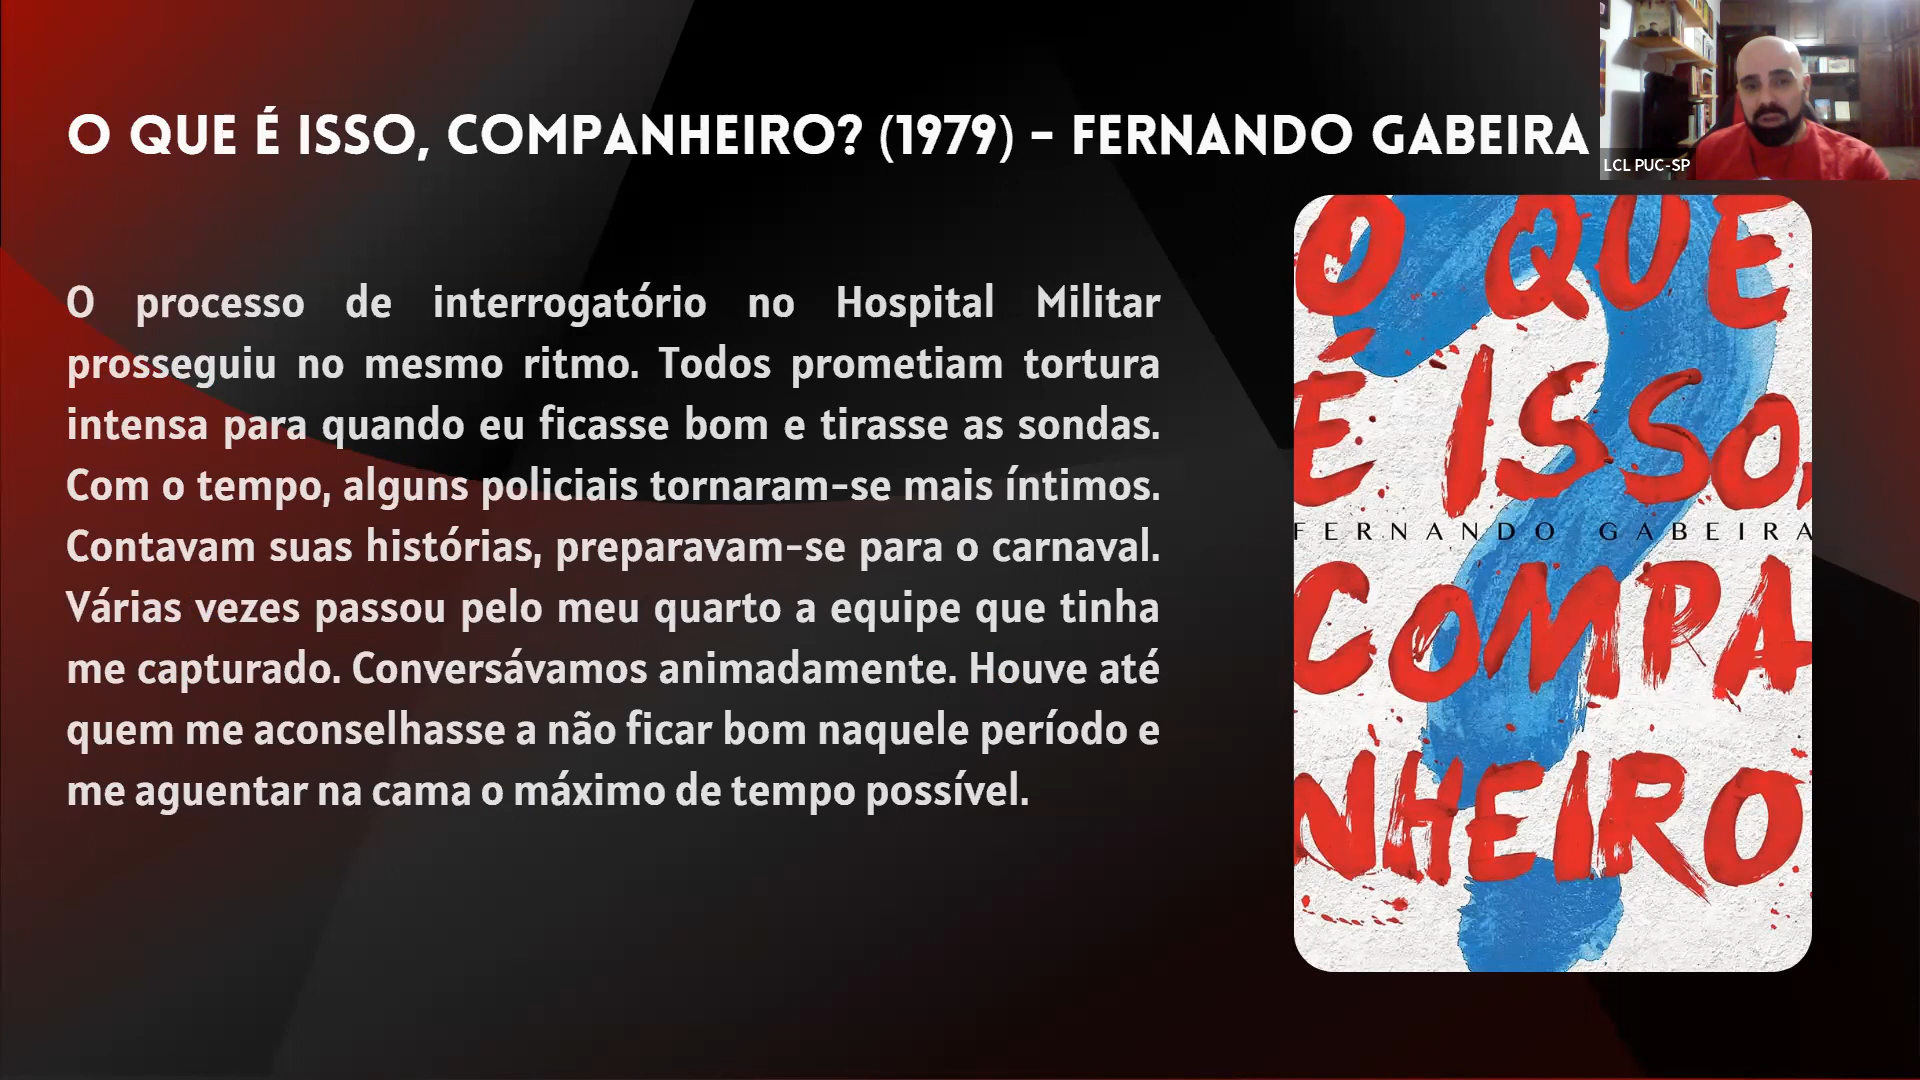 O QUE É ISSO, COMPANHEIRO? (1979) - FERNANDO GABEIRA
LCL PUC-SP
O processo de interrogatório no Hospital Militar
prosseguiu no mesmo ritmo. Todos prometiam tortura
intensa para quando eu ficasse bom e tirasse as sondas.
Com o tempo, alguns policiais tornaram-se mais íntimos.
Contavam suas histórias, preparavam-se para o carnaval.
Várias vezes passou pelo meu quarto a equipe que tinha
me capturado. Conversávamos animadamente. Houve até
quem me aconselhasse a não ficar bom naquele período e
me aguentar na cama o máximo de tempo possível.
O QUE
É ISSO,
FERNANDO GABEIRA
COMPA
NHEIRO